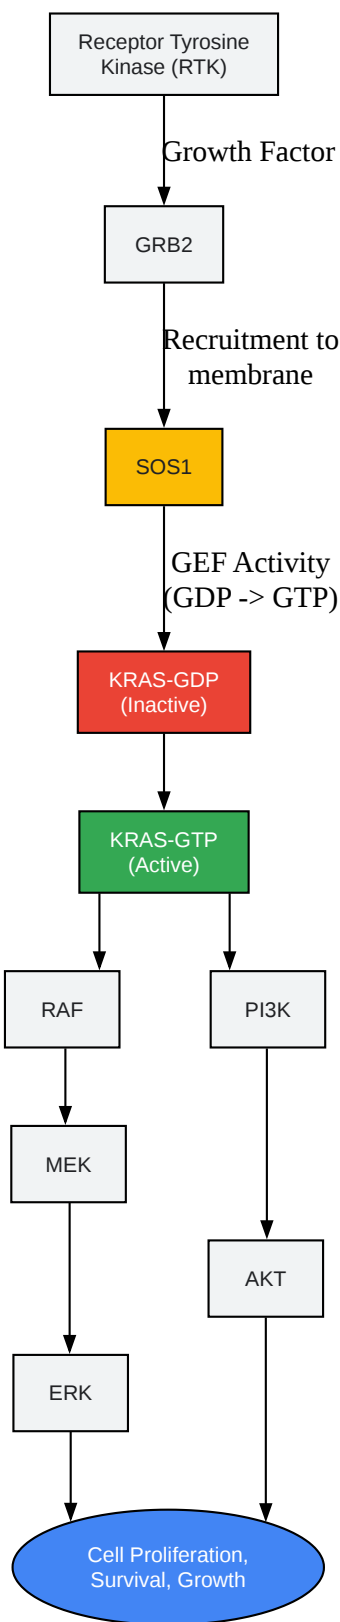 Receptor Tyrosine
Kinase (RTK)
Growth Factor
GRB2
Recruitment to
membrane
SOS1
GEF Activity
(GDP -> GTP)
KRAS-GDP
(Inactive)
KRAS-GTP
(Active)
RAF
PI3K
MEK
AKT
ERK
Cell Proliferation,
Survival, Growth